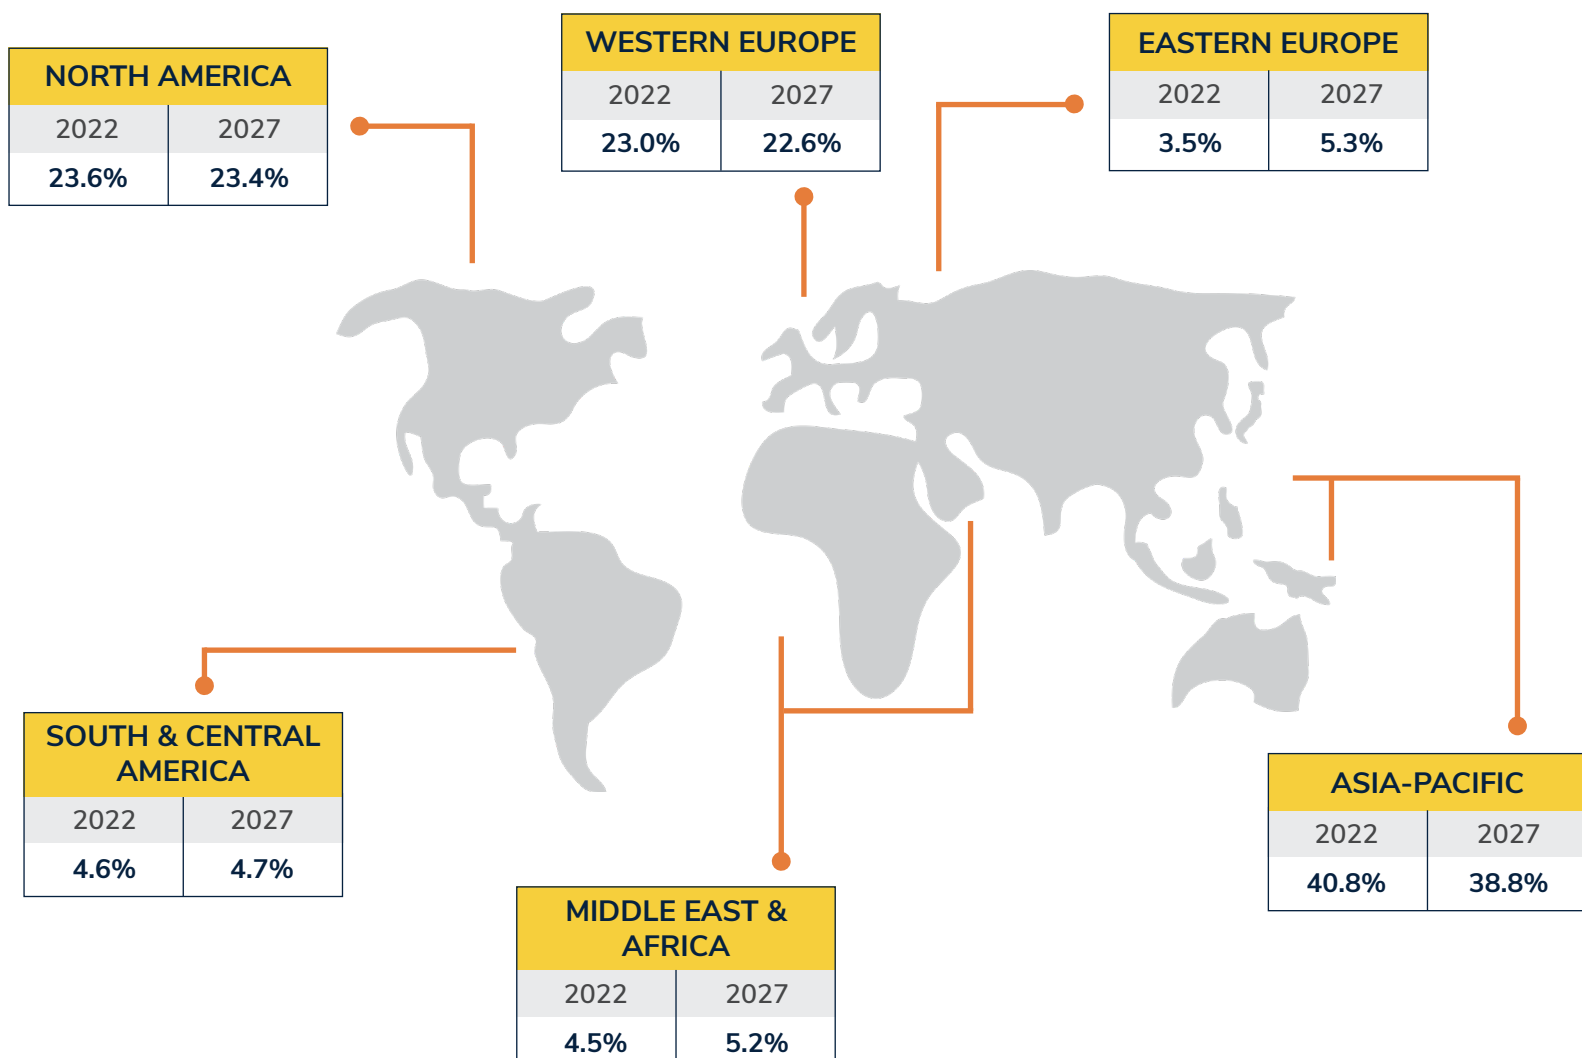 NORTH AMERICA
2022 2027
23.6% 23.4%
WESTERN EUROPE
2022 2027
23.0% 22.6%
EASTERN EUROPE
2022 2027
3.5% 5.3%
SOUTH & CENTRAL
AMERICA
2022 2027
4.6% 4.7%
MIDDLE EAST &
AFRICA
2022 2027
4.5% 5.2%
ASIA-PACIFIC
2022 2027
40.8% 38.8%